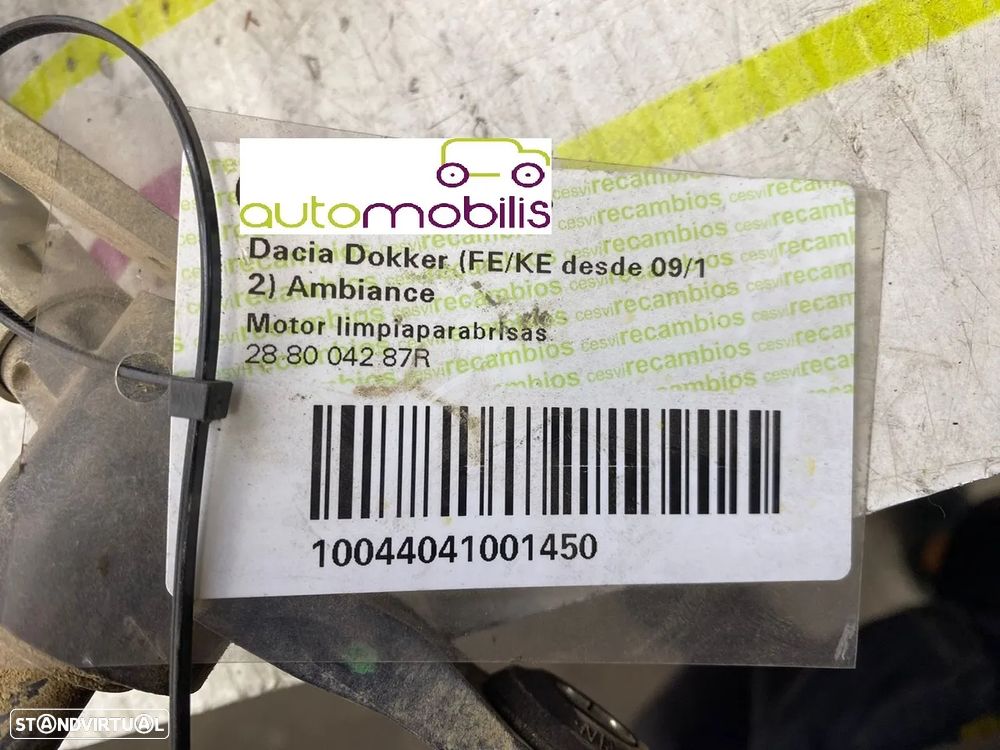 automobilis
cesvirecambios
Dacia Dokker (FE/KE desde 09/1
2) Ambiance
Motor limpiaparabrisas
28 80 042 87R
10044041001450
STANDVIRTUAL